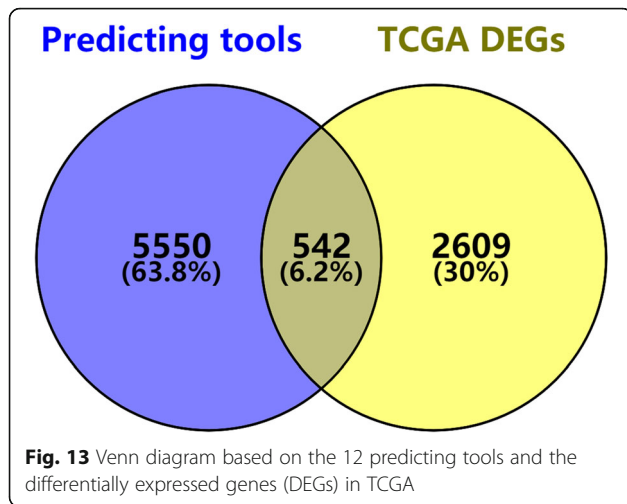 Predicting tools TCGA DEGs
5550 542 2609
(63.8%) (6.2%) (30%)
Fig. 13 Venn diagram based on the 12 predicting tools and the
differentially expressed genes (DEGs) in TCGA